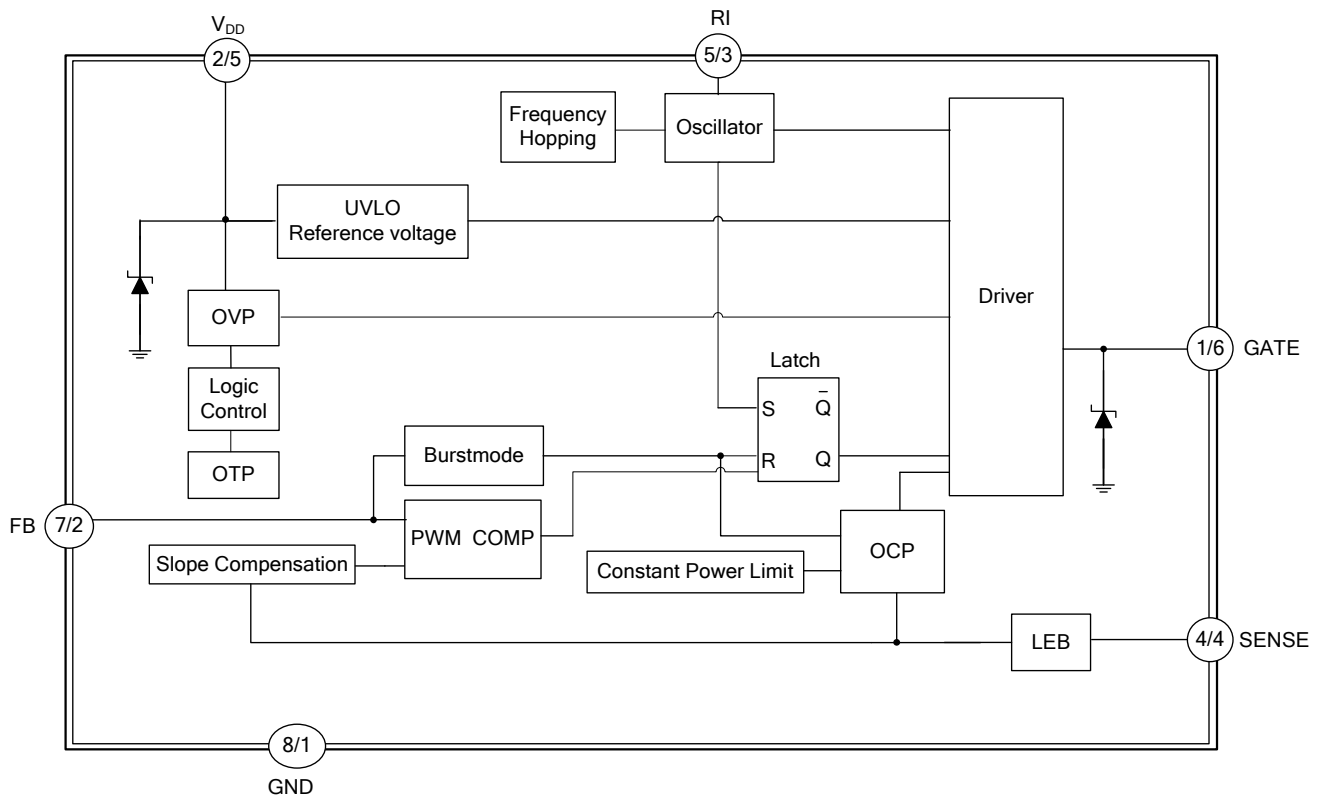 VDD
RI
2/5
5/3
Frequency
Hopping
Oscillator
UVLO
Reference voltage
Driver
OVP
1/6
GATE
Latch
Logic
Control
S
Q̅
Burstmode
R
Q
OTP
FB
7/2
PWM COMP
OCP
Slope Compensation
Constant Power Limit
LEB
4/4
SENSE
8/1
GND